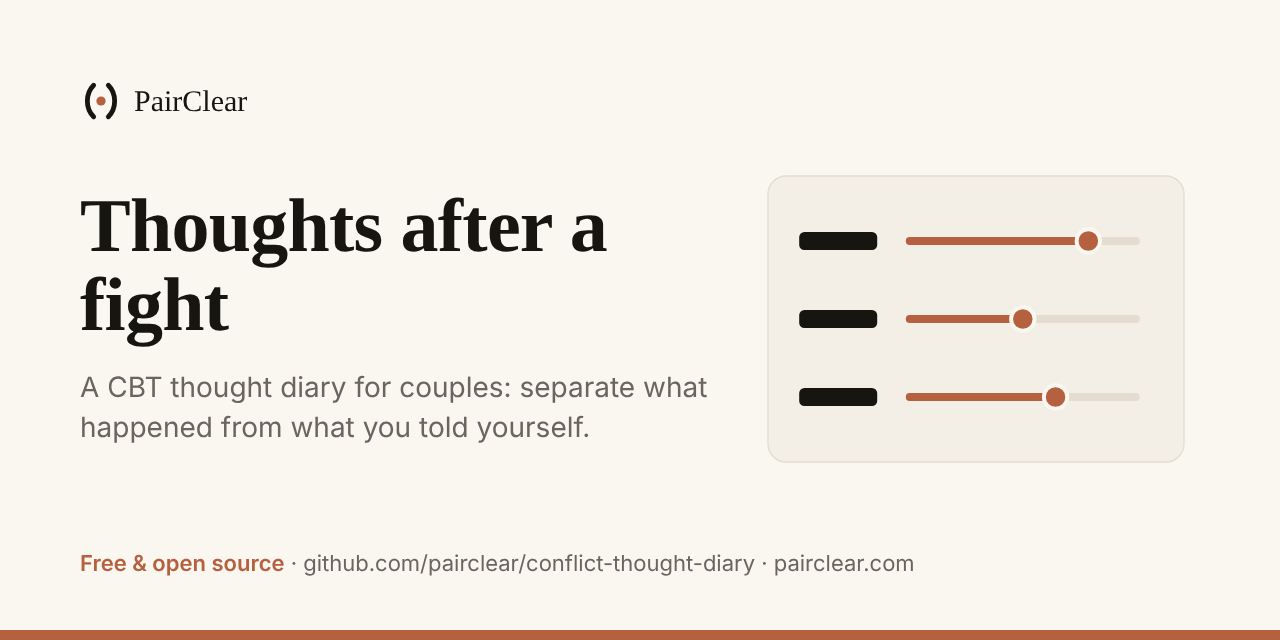 PairClear
Thoughts after a
fight
A CBT thought diary for couples: separate what
happened from what you told yourself.
Free & open source · github.com/pairclear/conflict-thought-diary · pairclear.com